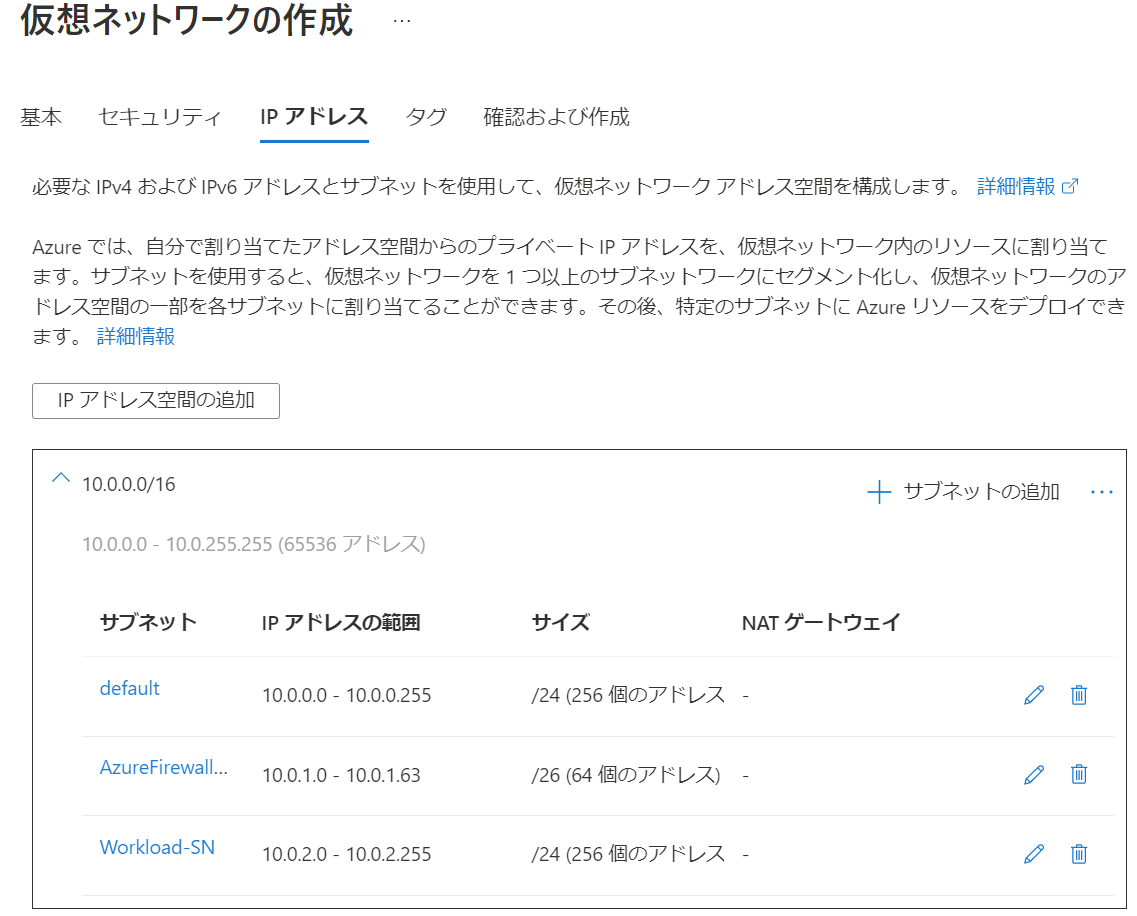 仮想ネットワークの作成 ...
基本 セキュリティ IP アドレス タグ 確認および作成
必要な IPv4 および IPv6 アドレスとサブネットを使用して、仮想ネットワーク アドレス空間を構成します。 詳細情報
Azure では、自分で割り当てたアドレス空間からのプライベート IP アドレスを、仮想ネットワーク内のリソースに割り当て
ます。サブネットを使用すると、仮想ネットワークを 1 つ以上のサブネットワークにセグメント化し、仮想ネットワークのア
ドレス空間の一部を各サブネットに割り当てることができます。その後、特定のサブネットに Azure リソースをデプロイでき
ます。 詳細情報
IP アドレス空間の追加
10.0.0.0/16 サブネットの追加 ...
10.0.0.0 - 10.0.255.255 (65536 アドレス)
サブネット IP アドレスの範囲 サイズ NAT ゲートウェイ
default 10.0.0.0 - 10.0.0.255 /24 (256 個のアドレス -
AzureFirewall... 10.0.1.0 - 10.0.1.63 /26 (64 個のアドレス) -
Workload-SN 10.0.2.0 - 10.0.2.255 /24 (256 個のアドレス -